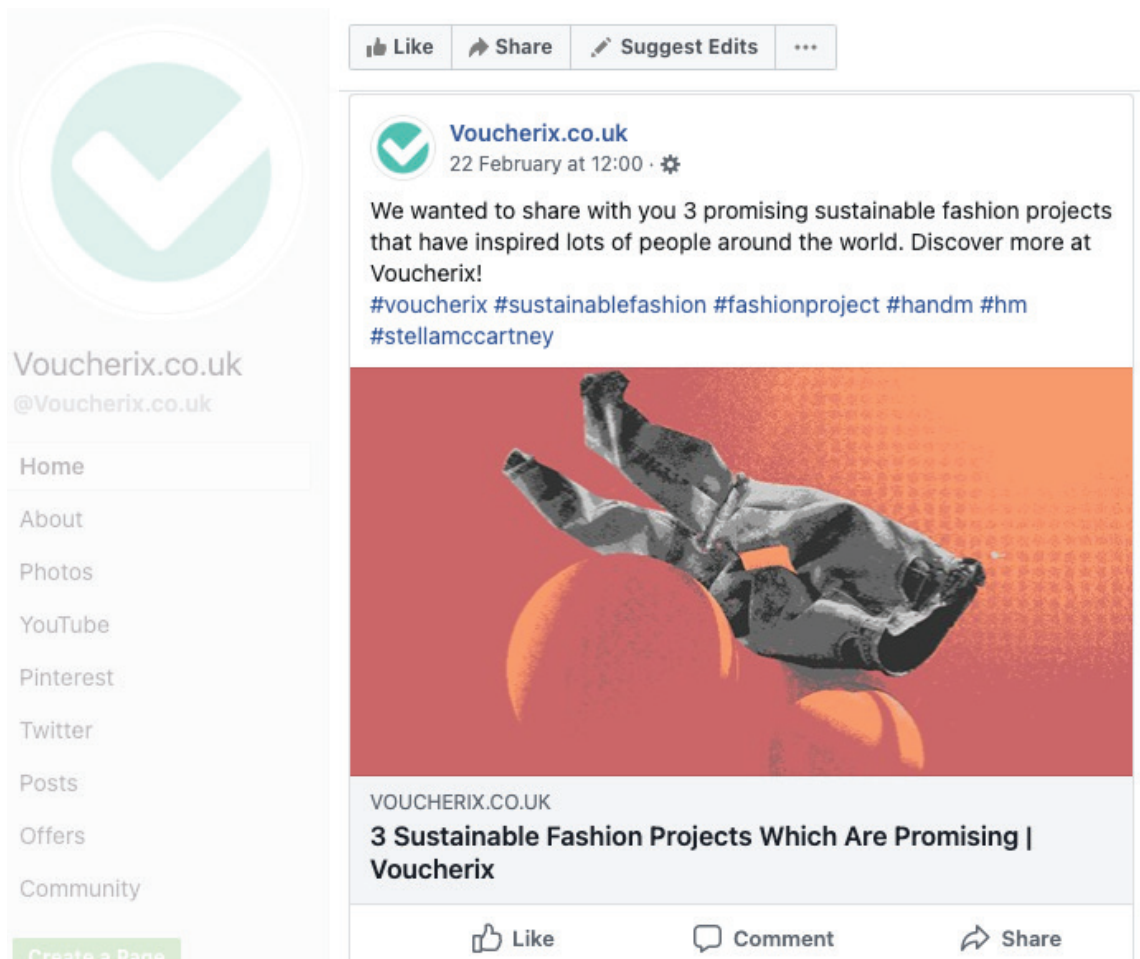 Voucherix.co.uk
@Voucherix.co.uk
Home
About
Photos
YouTube
Pinterest
Twitter
Posts
Offers
Community
Create a Page
Like
Share
Suggest Edits
Voucherix.co.uk
22 February at 12:00 ·
We wanted to share with you 3 promising sustainable fashion projects
that have inspired lots of people around the world. Discover more at
Voucherix!
#voucherix #sustainablefashion #fashionproject #handm #hm
#stellamccartney
VOUCHERIX.CO.UK
3 Sustainable Fashion Projects Which Are Promising |
Voucherix
Like
Comment
Share